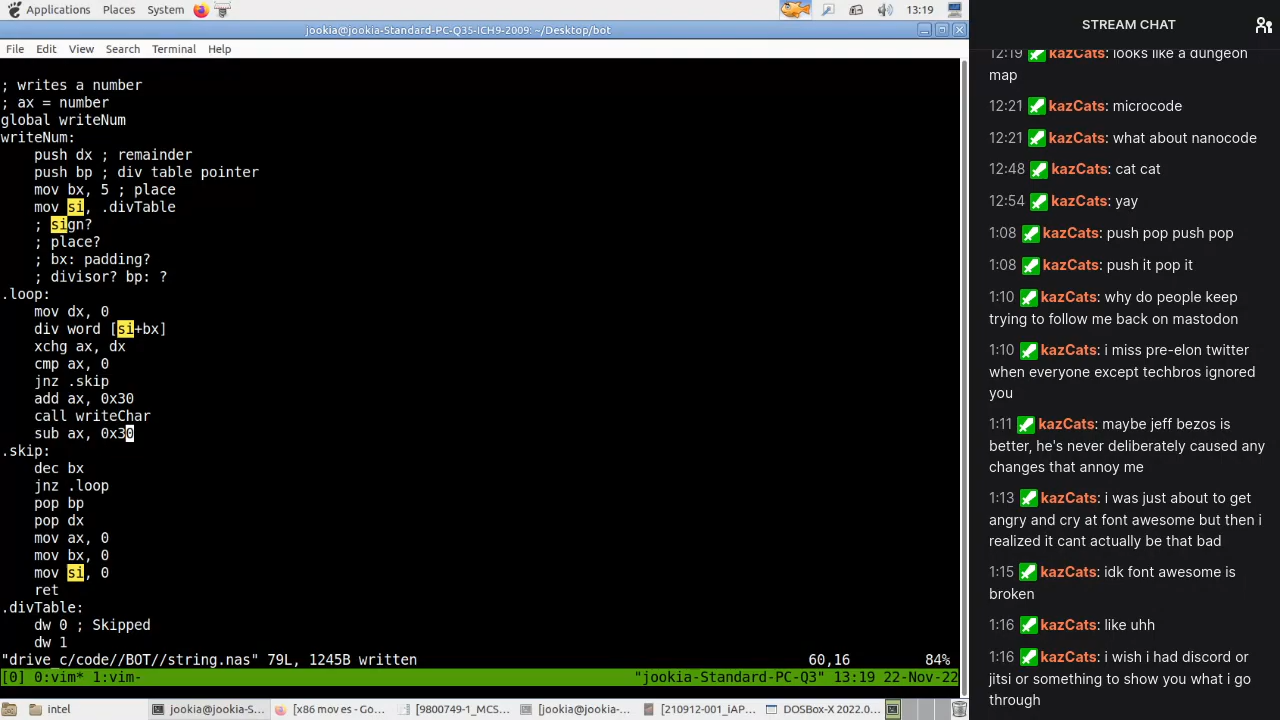 Applications Places System 13:19
jookia@jookia-Standard-PC-Q35-ICH9-2009: ~/Desktop/bot
File Edit View Search Terminal Help
; writes a number
; ax = number
global writeNum
writeNum:
push dx ; remainder
push bp ; div table pointer
mov bx, 5 ; place
mov si, .divTable
; sign?
; place?
; bx: padding?
; divisor? bp: ?
.loop:
mov dx, 0
div word [si+bx]
xchg ax, dx
cmp ax, 0
jnz .skip
add ax, 0x30
call writeChar
sub ax, 0x30
.skip:
dec bx
jnz .loop
pop bp
pop dx
mov ax, 0
mov bx, 0
mov si, 0
ret
.divTable:
dw 0 ; Skipped
dw 1
"drive_c/code//BOT//string.nas" 79L, 1245B written 60,16 84%
[0] 0:vim* 1:vim- "jookia-Standard-PC-Q3" 13:19 22-Nov-22
intel jookia@jookia-S... [x86 moves - Go... [9800749-1_MCS... [jookia@jookia-... [210912-001_iAP... DOSBox-X 2022.0...
STREAM CHAT
12:19 kazCats: looks like a dungeon
map
12:21 kazCats: microcode
12:21 kazCats: what about nanocode
12:48 kazCats: cat cat
12:54 kazCats: yay
1:08 kazCats: push pop push pop
1:08 kazCats: push it pop it
1:10 kazCats: why do people keep
trying to follow me back on mastodon
1:10 kazCats: i miss pre-elon twitter
when everyone except techbros ignored
you
1:11 kazCats: maybe jeff bezos is
better, he's never deliberately caused any
changes that annoy me
1:13 kazCats: i was just about to get
angry and cry at font awesome but then i
realized it cant actually be that bad
1:15 kazCats: idk font awesome is
broken
1:16 kazCats: like uhh
1:16 kazCats: i wish i had discord or
jitsi or something to show you what i go
through